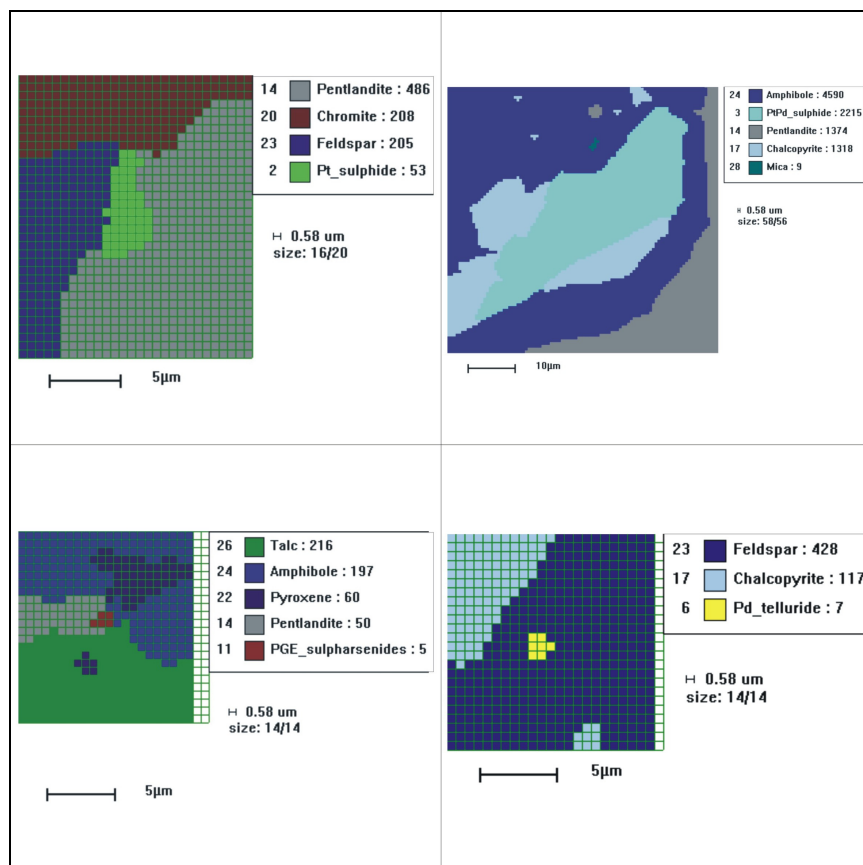 14 Pentlandite : 486
20 Chromite : 208
23 Feldspar : 205
2 Pt_sulphide : 53
0.58 um
size: 16/20
5µm
24 Amphibole : 4590
3 PtPd_sulphide : 2215
14 Pentlandite : 1374
17 Chalcopyrite : 1318
28 Mica : 9
0.58 um
size: 58/56
10µm
26 Talc : 216
24 Amphibole : 197
22 Pyroxene : 60
14 Pentlandite : 50
11 PGE_sulpharsenides : 5
0.58 um
size: 14/14
5µm
23 Feldspar : 428
17 Chalcopyrite : 117
6 Pd_telluride : 7
0.58 um
size: 14/14
5µm